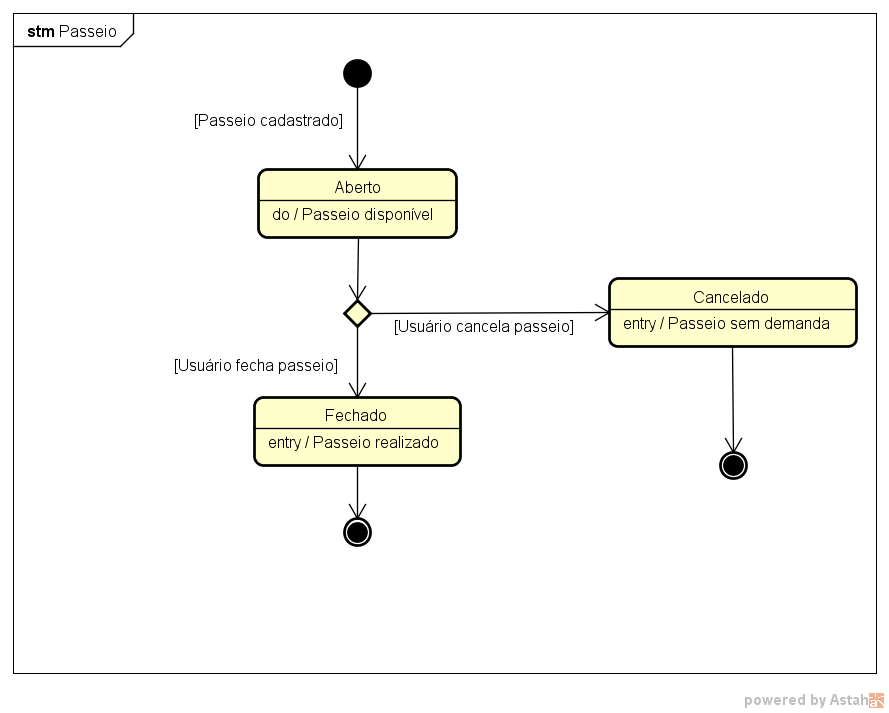 stm Passeio
[Passeio cadastrado]
Aberto
do / Passeio disponível
[Usuário cancela passeio]
Cancelado
entry / Passeio sem demanda
[Usuário fecha passeio]
Fechado
entry / Passeio realizado
powered by Astah